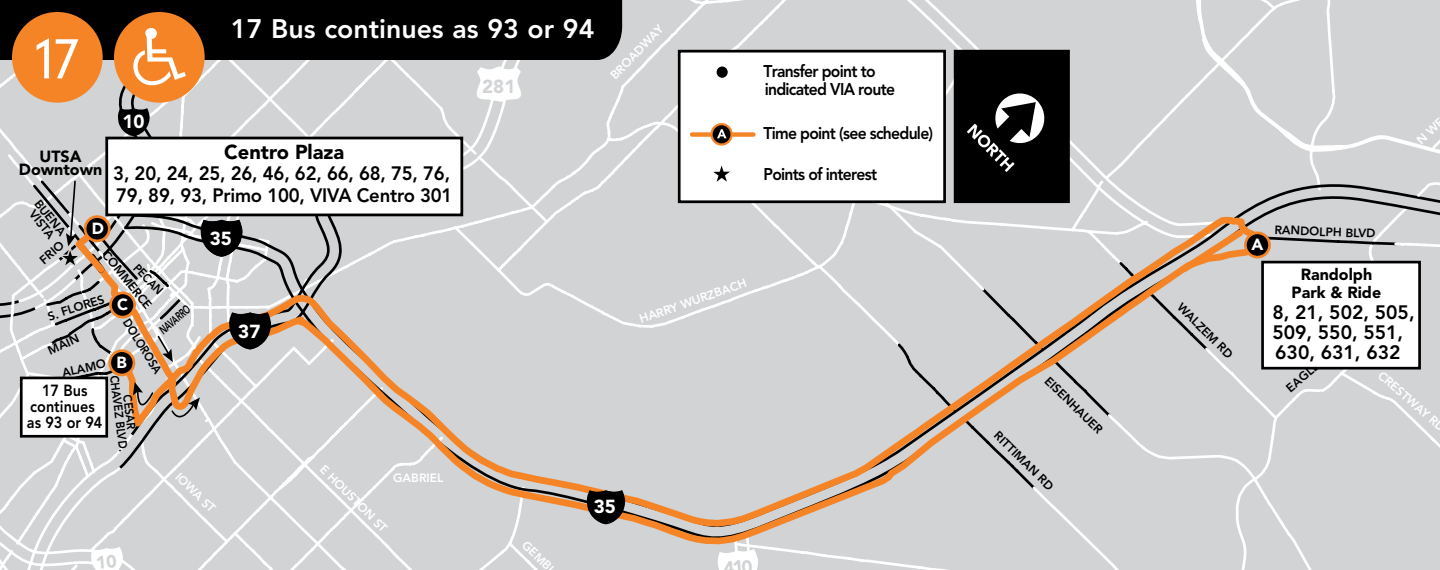 17 Bus continues as 93 or 94
17
281
BROADWAY
10
Transfer point to
indicated VIA route
A
Time point (see schedule)
Points of interest
NORTH
UTSA
Downtown
Centro Plaza
3, 20, 24, 25, 26, 46, 62, 66, 68, 75, 76,
79, 89, 93, Primo 100, VIVA Centro 301
35
BUENA
VISTA
FRIO
D
COMMERCE
PECAN
NAVARRO
S. FLORES
C
MAIN
DOLOROSA
ALAMO
B
CESAR
CHAVEZ BLVD.
17 Bus
continues
as 93 or 94
37
HARRY WURZBACH
A
RANDOLPH BLVD
Randolph
Park & Ride
8, 21, 502, 505,
509, 550, 551,
630, 631, 632
WALZEM RD
EISENHAUER
RITTIMAN RD
CRESTWAY RD
IOWA ST
E HOUSTON ST
GABRIEL
35
10
410